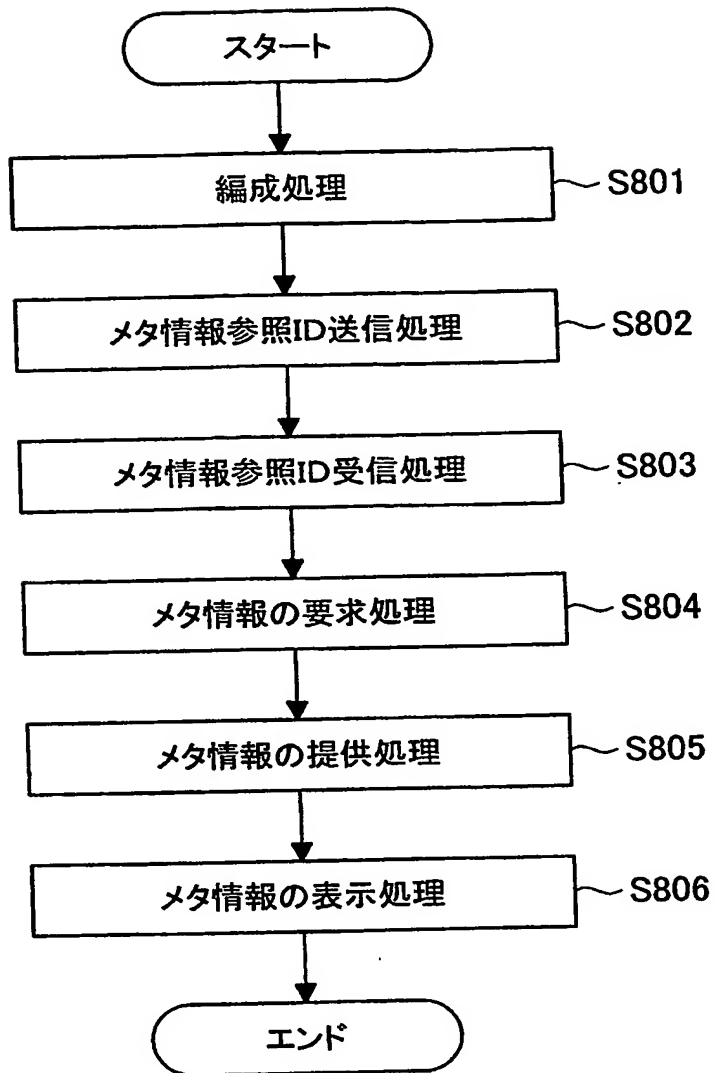 スタート
編成処理 S801
メタ情報参照ID送信処理 S802
メタ情報参照ID受信処理 S803
メタ情報の要求処理 S804
メタ情報の提供処理 S805
メタ情報の表示処理 S806
エンド